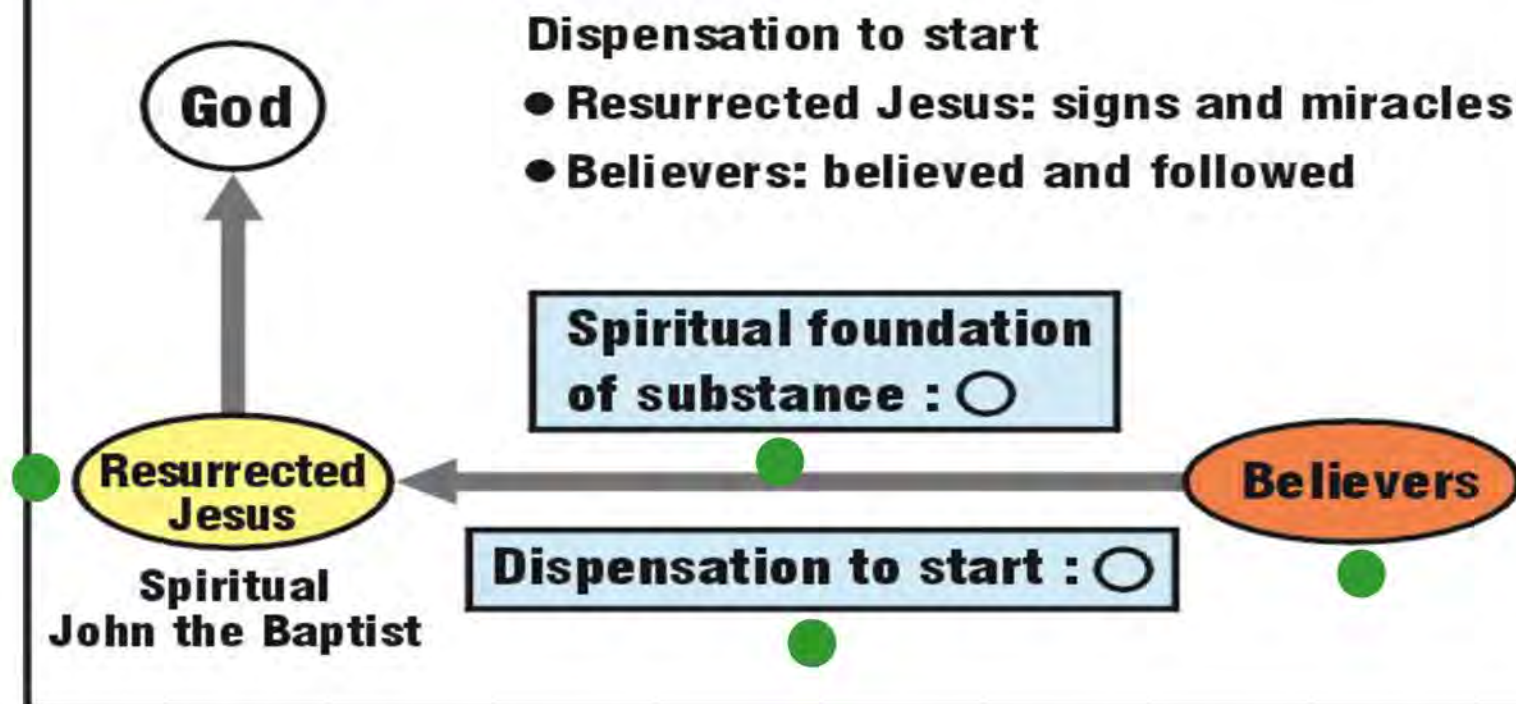 Dispensation to start
● Resurrected Jesus: signs and miracles
● Believers: believed and followed
God
Spiritual foundation
of substance : ○
Resurrected
Jesus
Believers
Dispensation to start : ○
Spiritual
John the Baptist